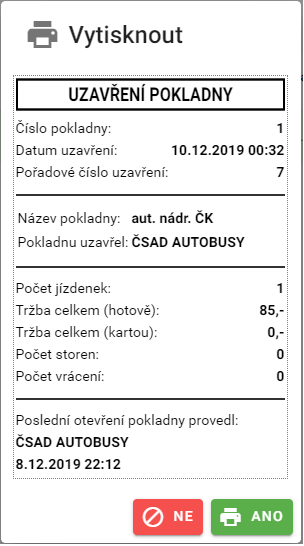 Vytisknout
UZAVŘENÍ POKLADNY
Číslo pokladny: 1
Datum uzavření: 10.12.2019 00:32
Pořadové číslo uzavření: 7
Název pokladny: aut. nádr. ČK
Pokladnu uzavřel: ČSAD AUTOBUSY
Počet jízdenek: 1
Tržba celkem (hotově): 85,-
Tržba celkem (kartou): 0,-
Počet storen: 0
Počet vrácení: 0
Poslední otevření pokladny provedl:
ČSAD AUTOBUSY
8.12.2019 22:12
NE ANO